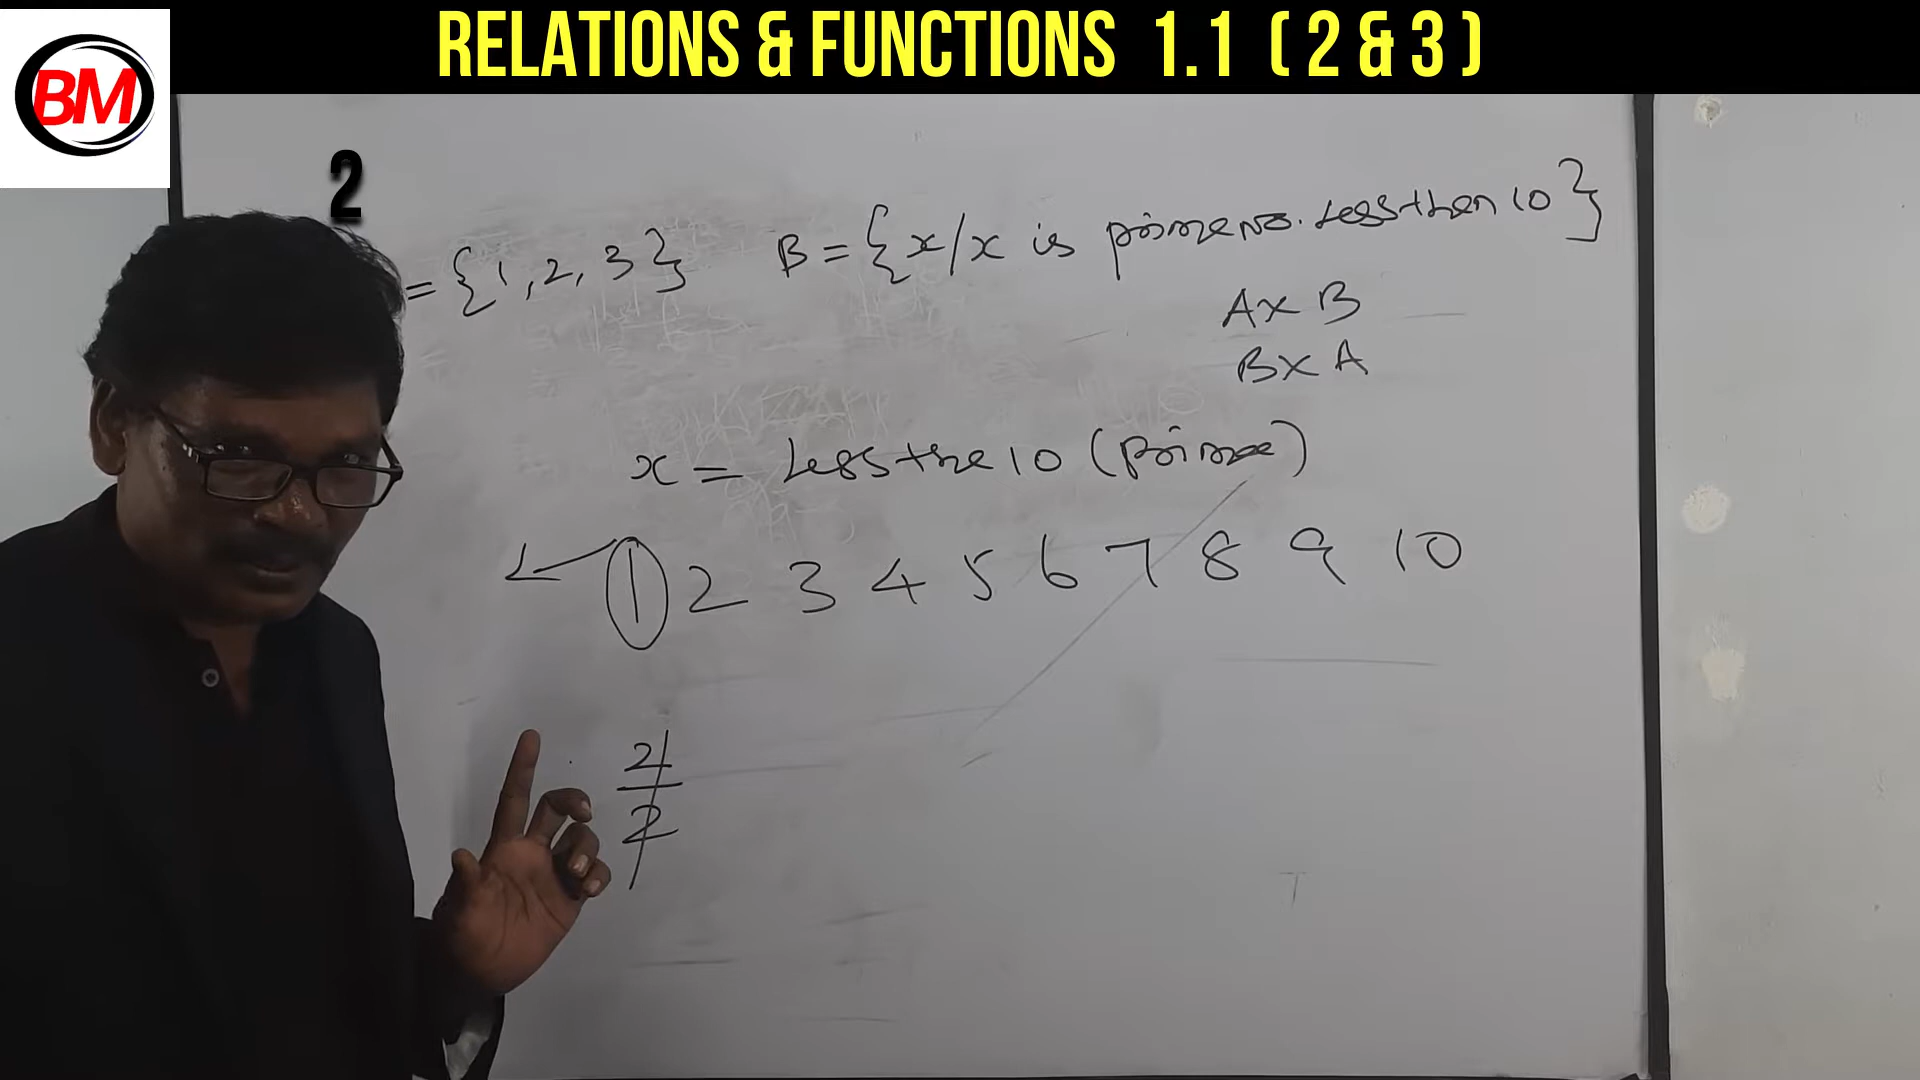 RELATIONS & FUNCTIONS 1.1 ( 2 & 3 )
BM
2
= {1, 2, 3} B = {x/x is prime no. Less then 10}
A x B
B x A
x = Less the 10 (prime)
1 2 3 4 5 6 7 8 9 10
2
2